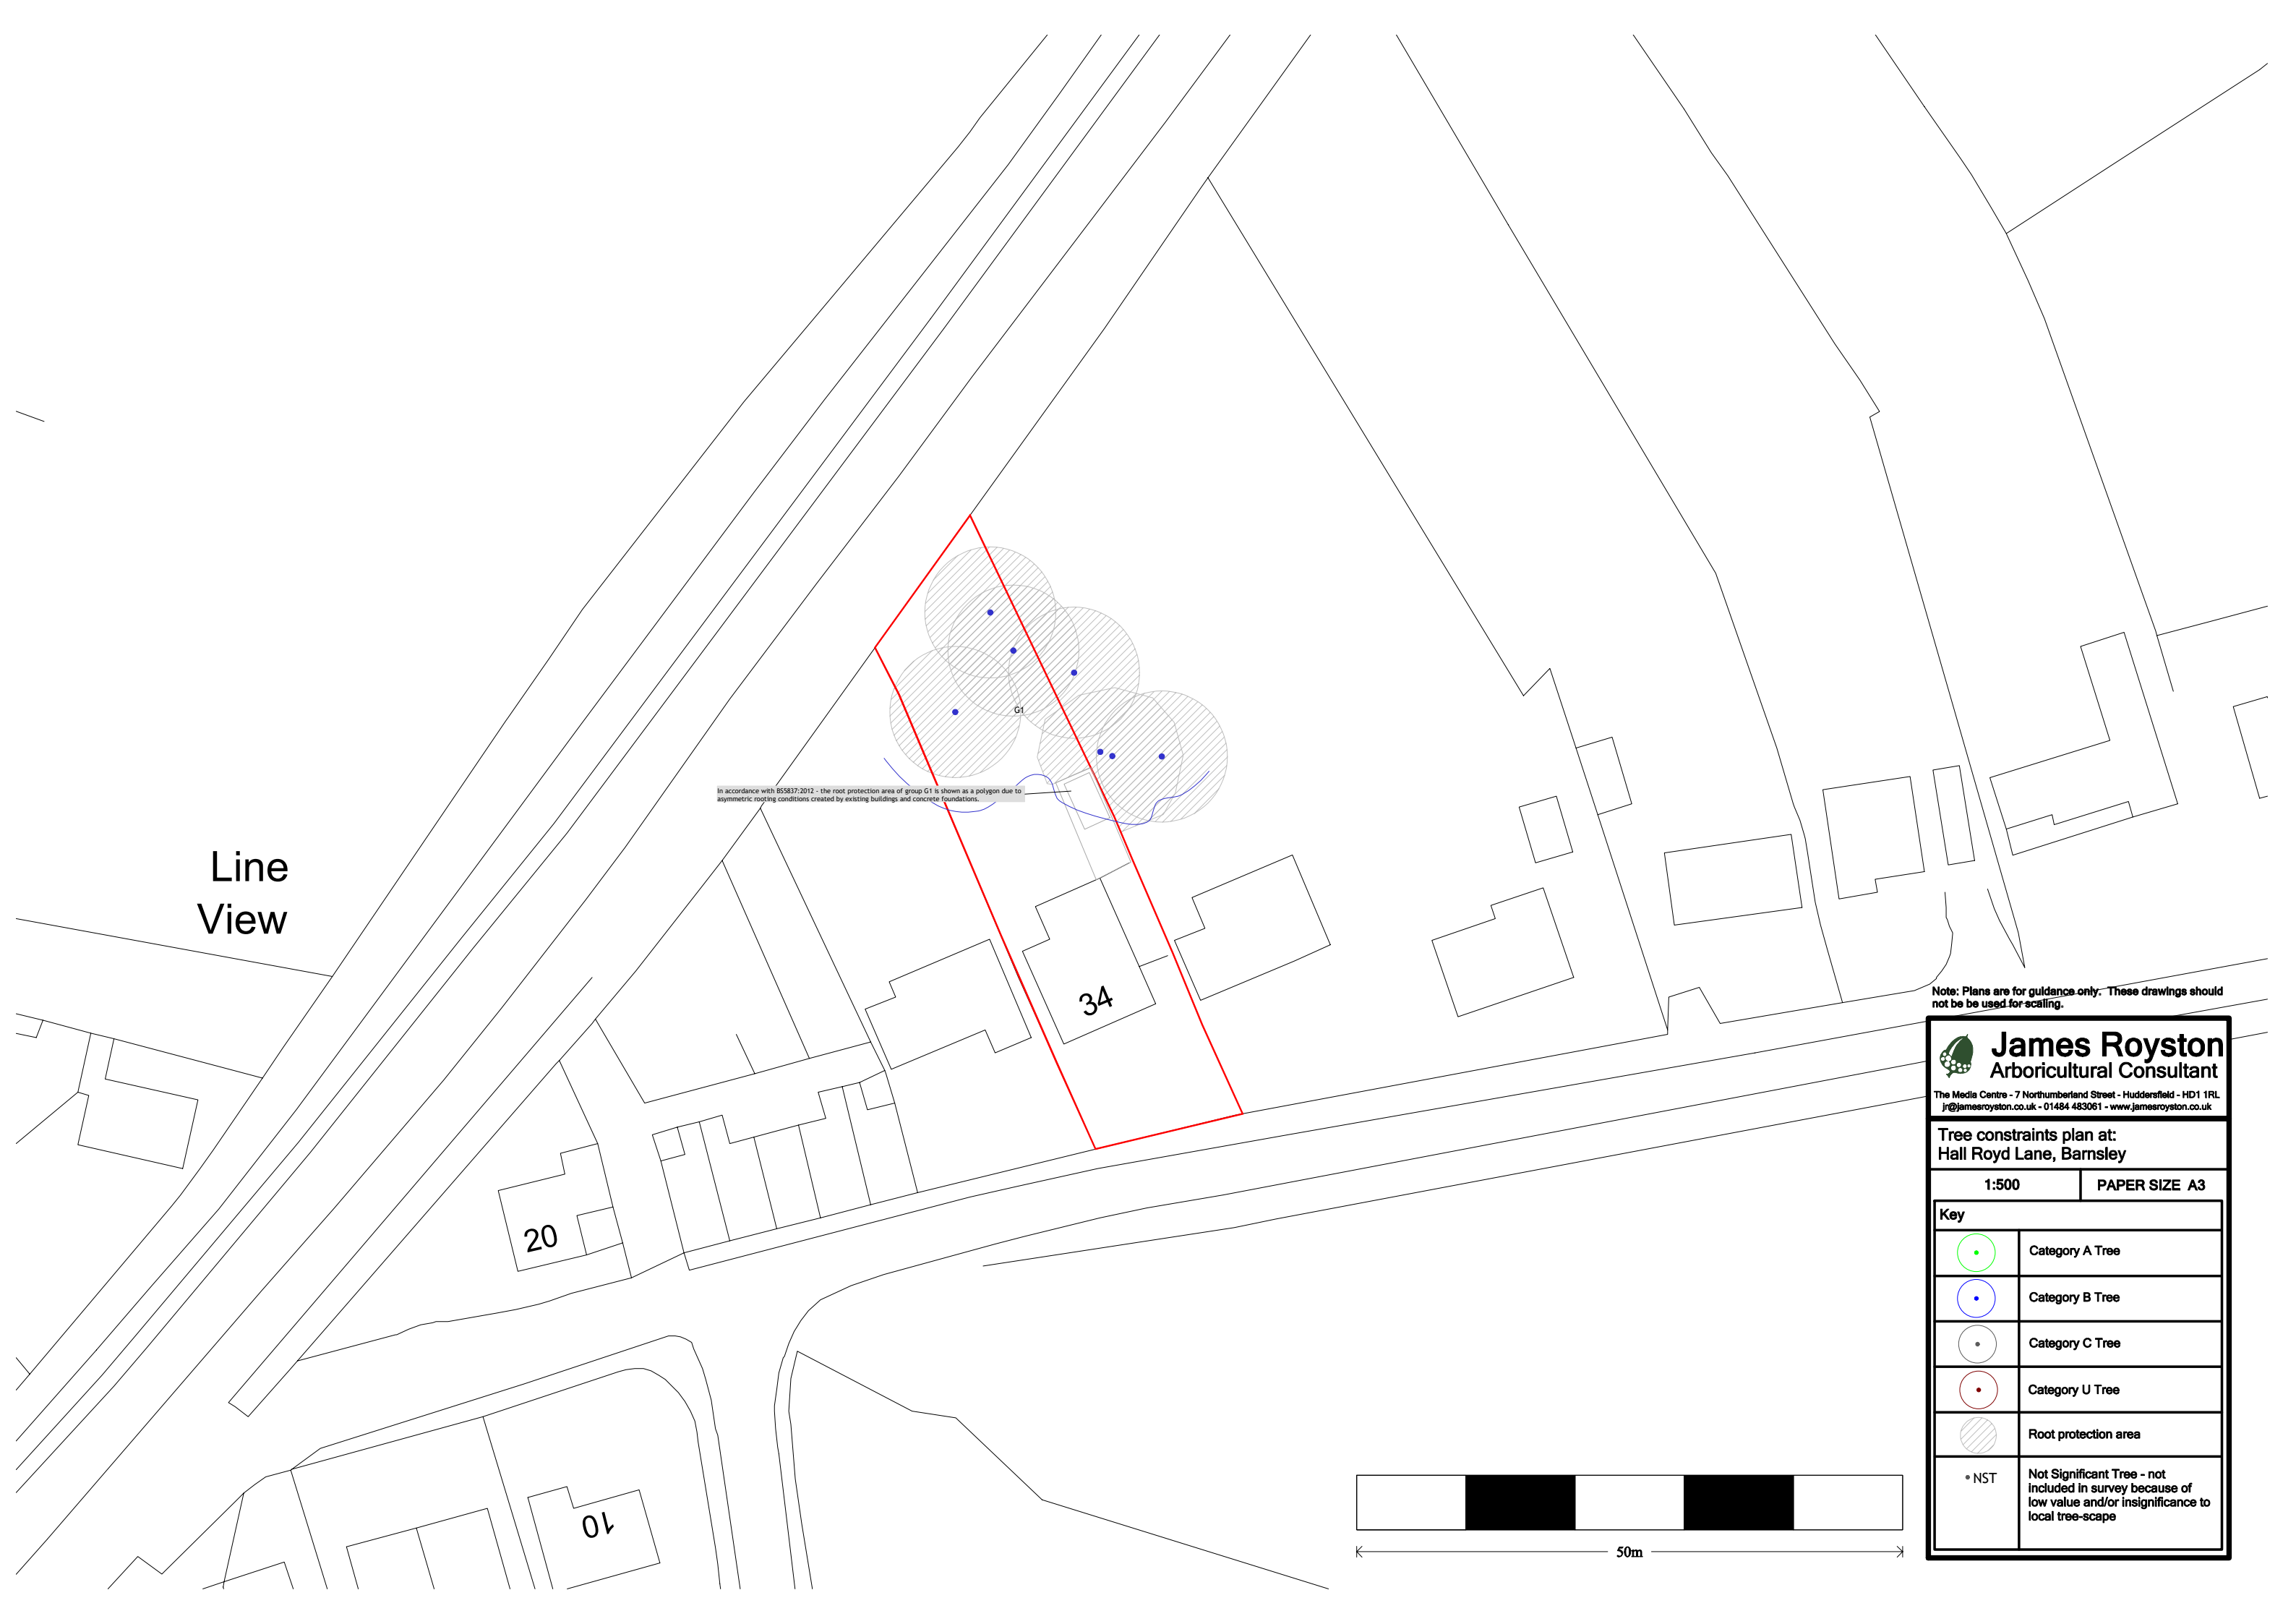 G1
In accordance with BS5837:2012 - the root protection area of group G1 is shown as a polygon due to
asymmetric rooting conditions created by existing buildings and concrete foundations.
Line
View
34
20
10
50m
Note: Plans are for guidance only. These drawings should
not be be used for scaling.
James Royston
Arboricultural Consultant
The Media Centre - 7 Northumberland Street - Huddersfield - HD1 1RL
jr@jamesroyston.co.uk - 01484 483061 - www.jamesroyston.co.uk
Tree constraints plan at:
Hall Royd Lane, Barnsley
1:500
PAPER SIZE A3
Key
Category A Tree
Category B Tree
Category C Tree
Category U Tree
Root protection area
NST
Not Significant Tree - not
included in survey because of
low value and/or insignificance to
local tree-scape